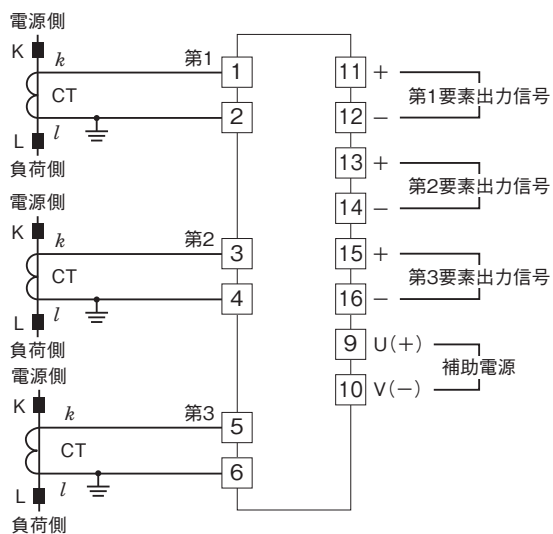 電源側
K
k
第1
1
CT
2
L
l
負荷側
電源側
K
k
第2
3
CT
4
L
l
負荷側
電源側
K
k
第3
5
CT
6
L
l
負荷側
11 +
第1要素出力信号
12 −
13 +
第2要素出力信号
14 −
15 +
第3要素出力信号
16 −
9 U(+)
補助電源
10 V(−)